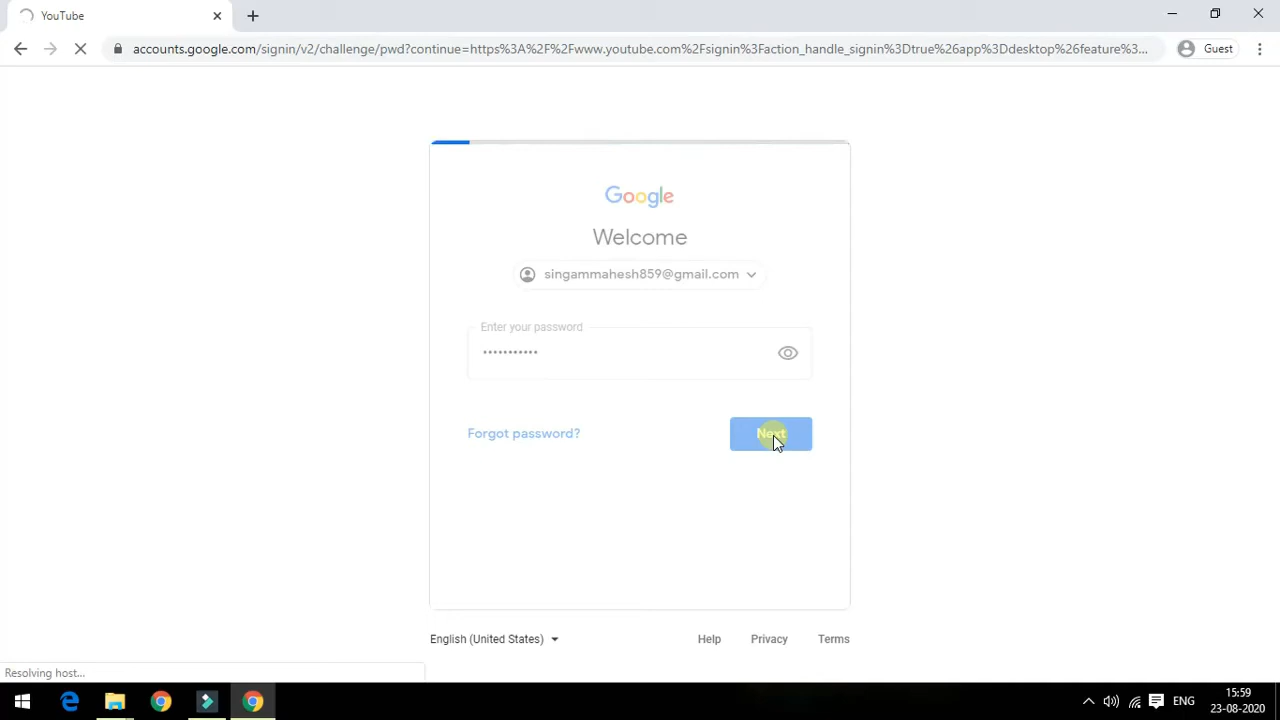 YouTube
accounts.google.com/signin/v2/challenge/pwd?continue=https%3A%2F%2Fwww.youtube.com%2Fsignin%3Faction_handle_signin%3Dtrue%26app%3Ddesktop%26feature%3...
Guest
Google
Welcome
singammahesh859@gmail.com
Enter your password
•••••••••••
Forgot password?
Next
English (United States)
Help
Privacy
Terms
Resolving host...
ENG
15:59
23-08-2020